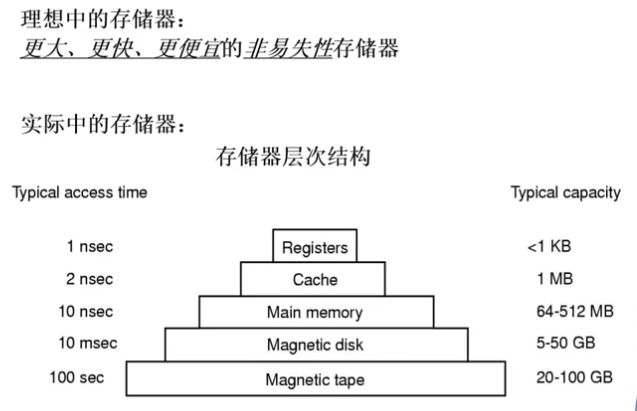 理想中的存储器：
更大、更快、更便宜的非易失性存储器
实际中的存储器：
存储器层次结构
Typical access time Typical capacity
1 nsec Registers <1 KB
2 nsec Cache 1 MB
10 nsec Main memory 64-512 MB
10 msec Magnetic disk 5-50 GB
100 sec Magnetic tape 20-100 GB